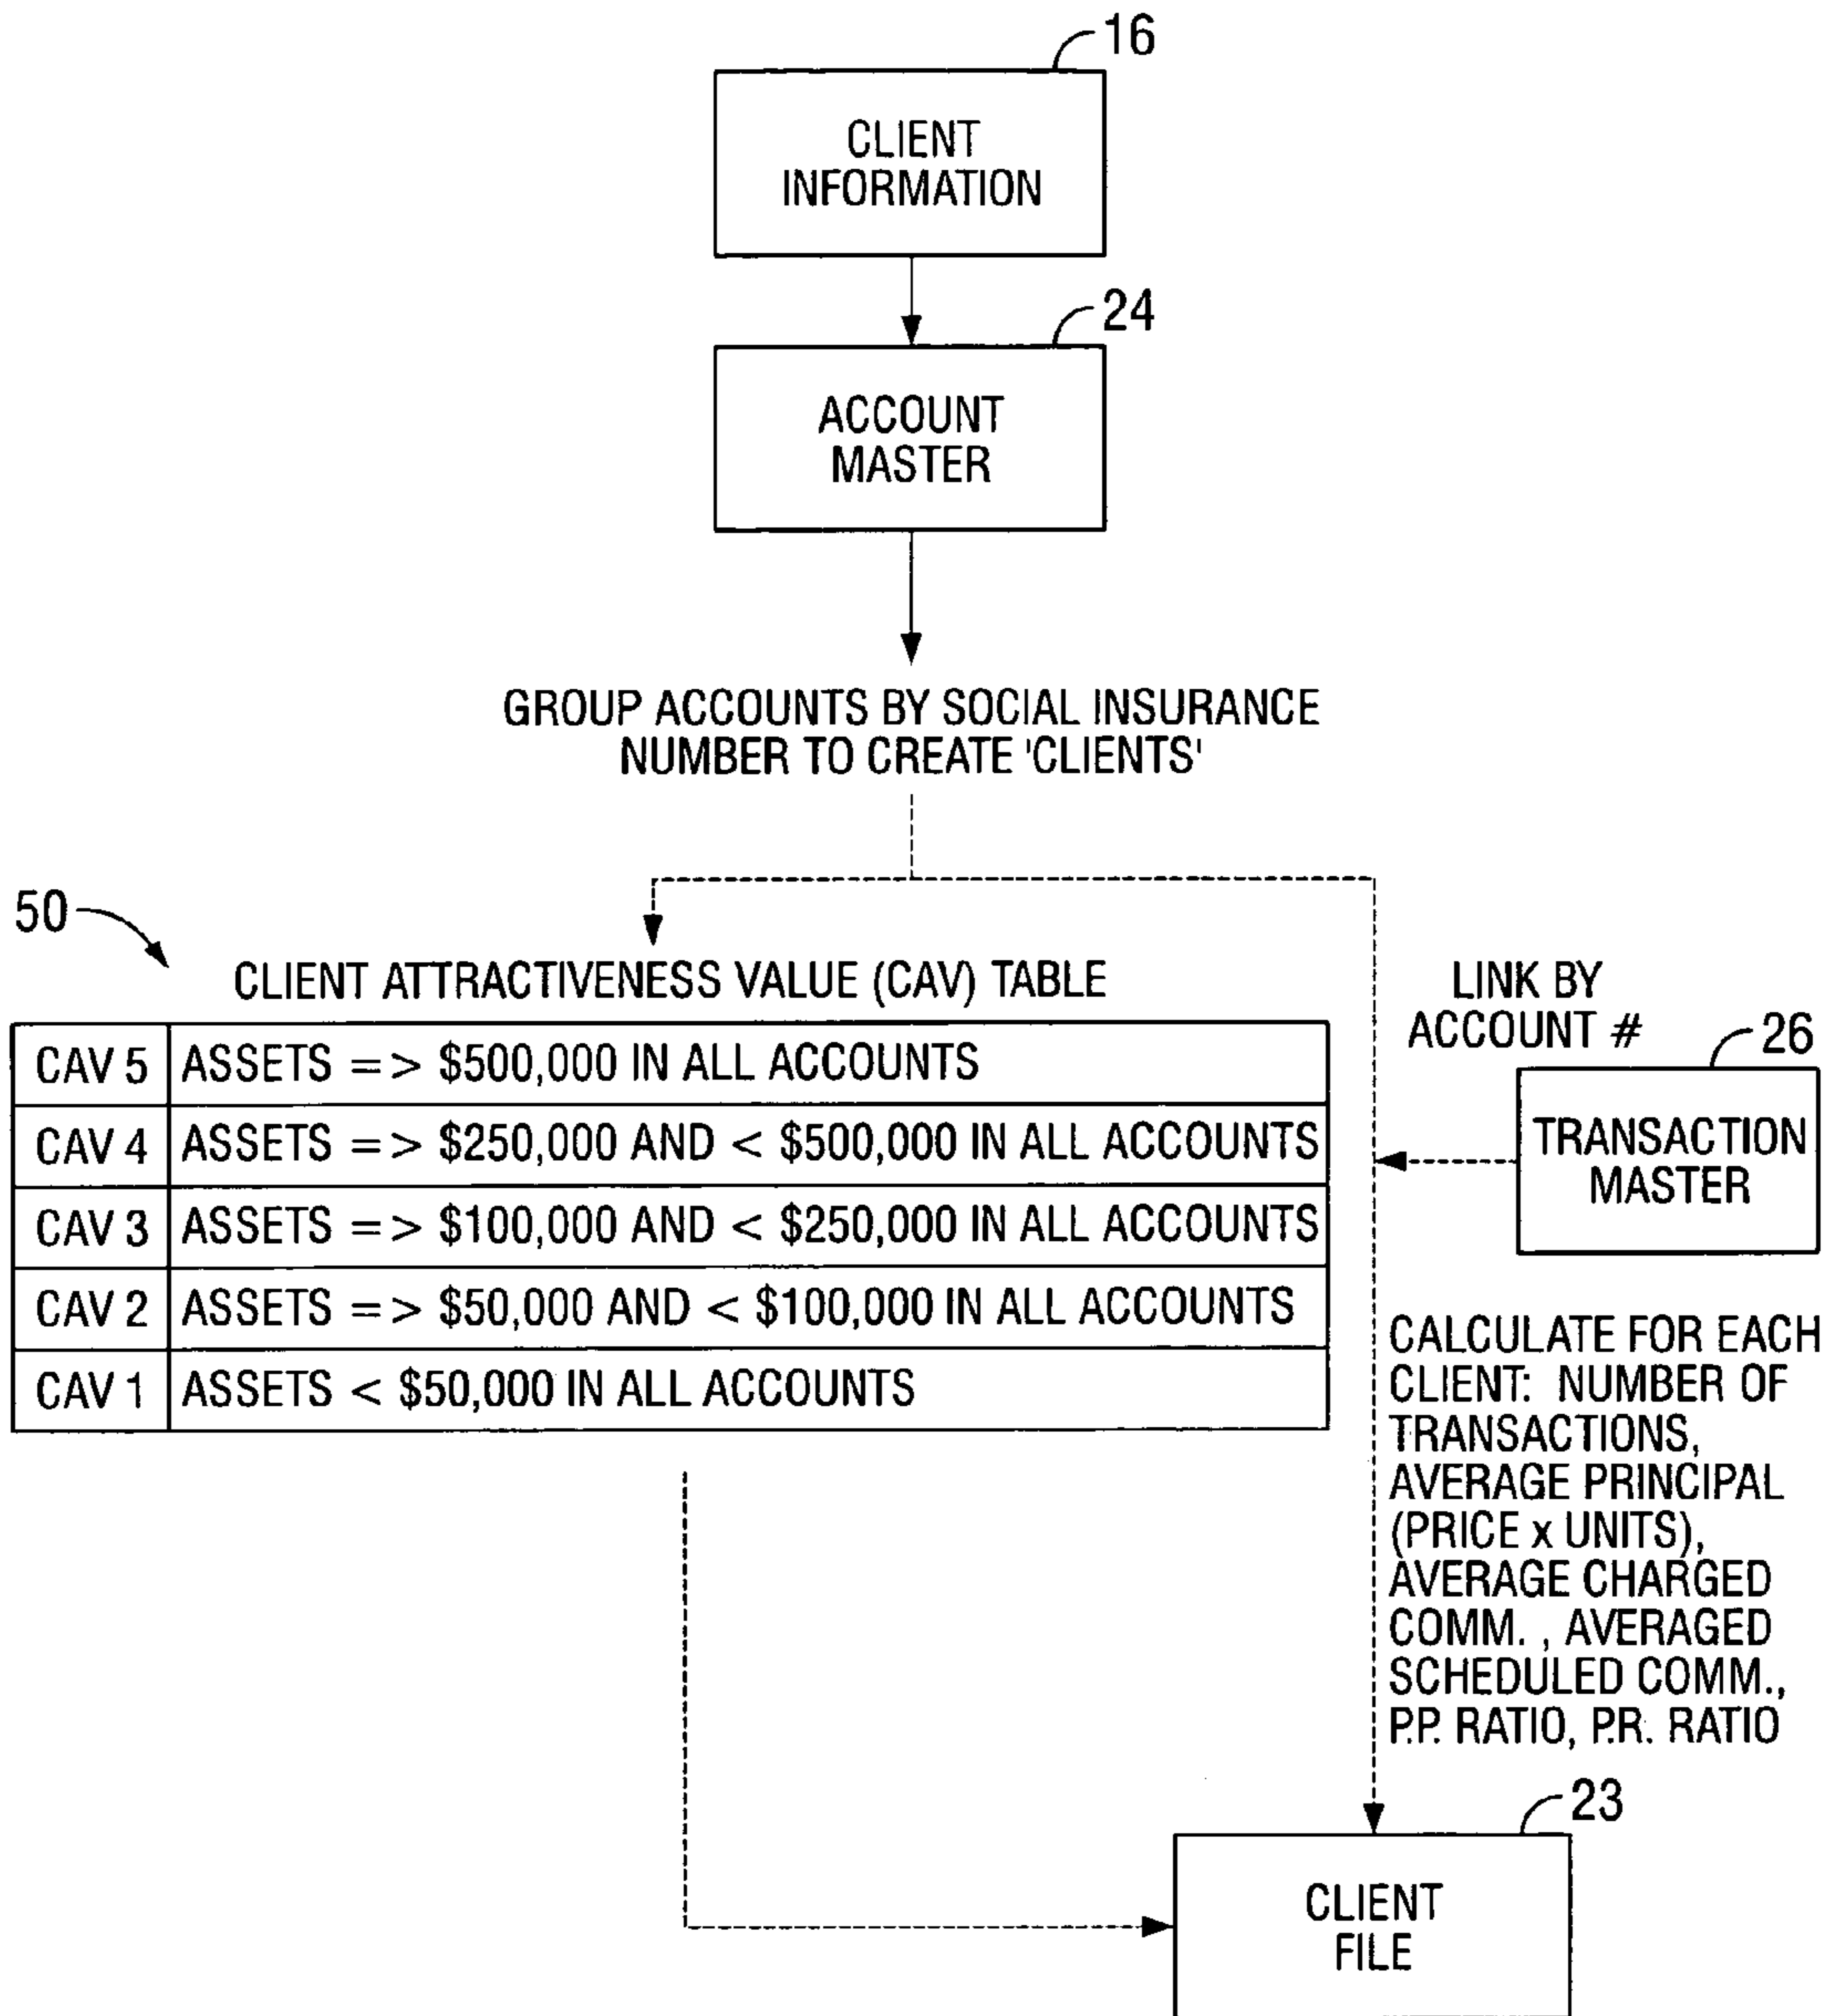 16
CLIENT
INFORMATION
24
ACCOUNT
MASTER
GROUP ACCOUNTS BY SOCIAL INSURANCE
NUMBER TO CREATE 'CLIENTS'
50
CLIENT ATTRACTIVENESS VALUE (CAV) TABLE
CAV 5 ASSETS => $500,000 IN ALL ACCOUNTS
CAV 4 ASSETS => $250,000 AND < $500,000 IN ALL ACCOUNTS
CAV 3 ASSETS => $100,000 AND < $250,000 IN ALL ACCOUNTS
CAV 2 ASSETS => $50,000 AND < $100,000 IN ALL ACCOUNTS
CAV 1 ASSETS < $50,000 IN ALL ACCOUNTS
LINK BY
ACCOUNT #
26
TRANSACTION
MASTER
CALCULATE FOR EACH
CLIENT: NUMBER OF
TRANSACTIONS,
AVERAGE PRINCIPAL
(PRICE x UNITS),
AVERAGE CHARGED
COMM. , AVERAGED
SCHEDULED COMM.,
P.P. RATIO, P.R. RATIO
23
CLIENT
FILE